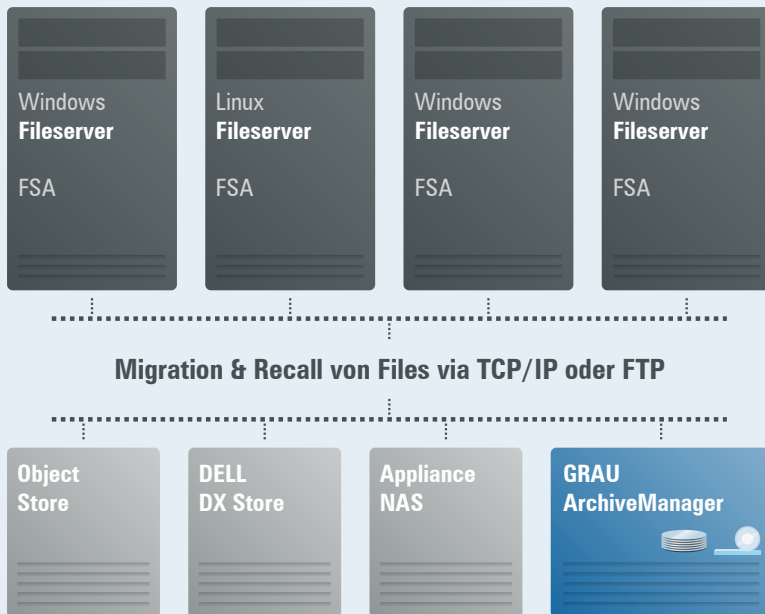 Windows
Fileserver
FSA
Linux
Fileserver
FSA
Windows
Fileserver
FSA
Windows
Fileserver
FSA
Migration & Recall von Files via TCP/IP oder FTP
Object
Store
DELL
DX Store
Appliance
NAS
GRAU
ArchiveManager